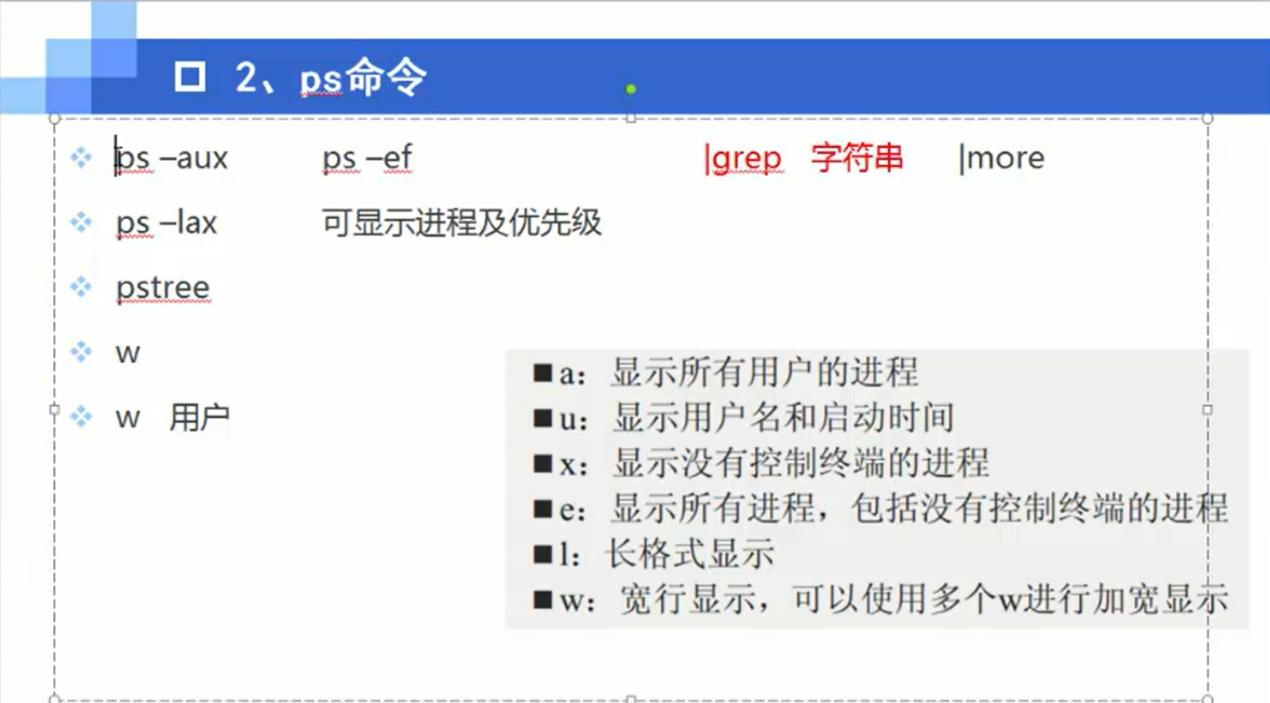 2、ps命令
ps –aux ps –ef |grep 字符串 |more
ps –lax 可显示进程及优先级
pstree
w
w 用户
a：显示所有用户的进程
u：显示用户名和启动时间
x：显示没有控制终端的进程
e：显示所有进程，包括没有控制终端的进程
l：长格式显示
w：宽行显示，可以使用多个w进行加宽显示